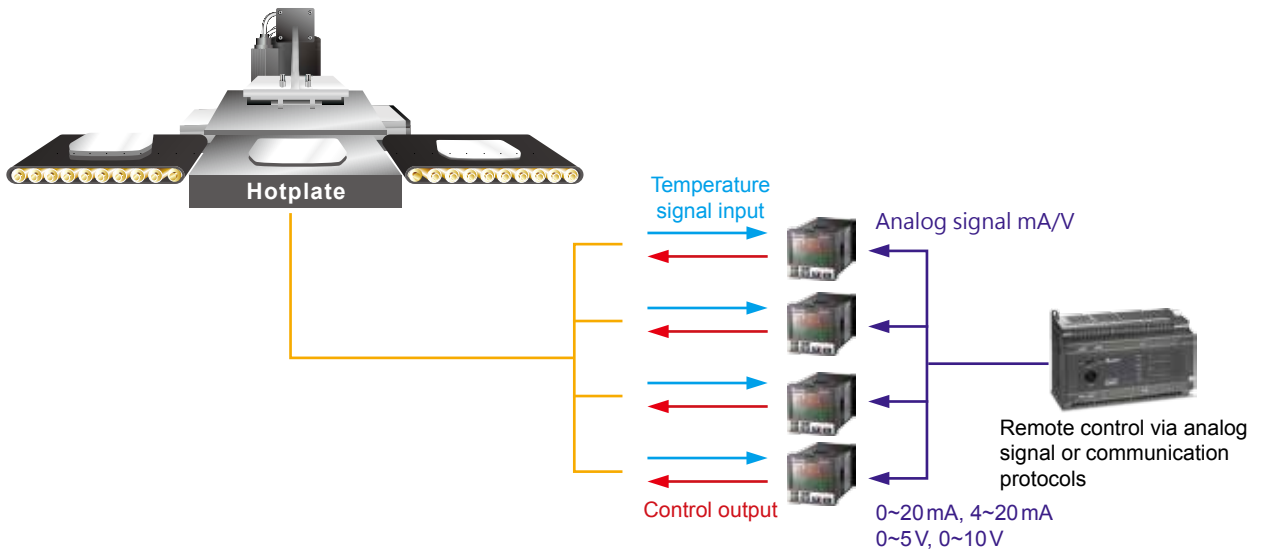 Hotplate
Temperature
signal input
Analog signal mA/V
Remote control via analog
signal or communication
protocols
Control output
0~20 mA, 4~20 mA
0~5 V, 0~10 V